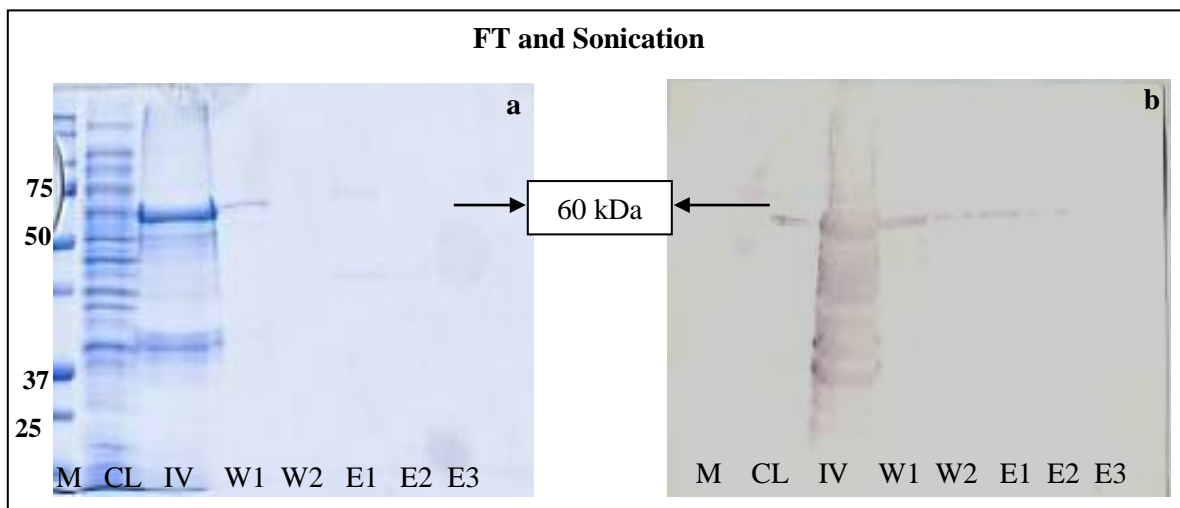 FT and Sonication
a
b
75
50
37
25
60 kDa
M CL IV W1 W2 E1 E2 E3
M CL IV W1 W2 E1 E2 E3